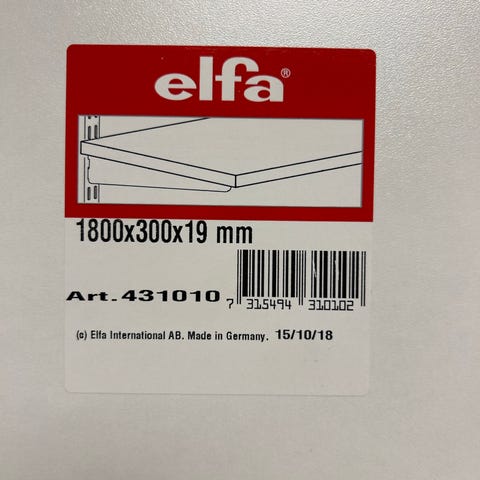 elfa®
1800x300x19 mm
Art. 431010
7 315494 310102
(c) Elfa International AB. Made in Germany. 15/10/18